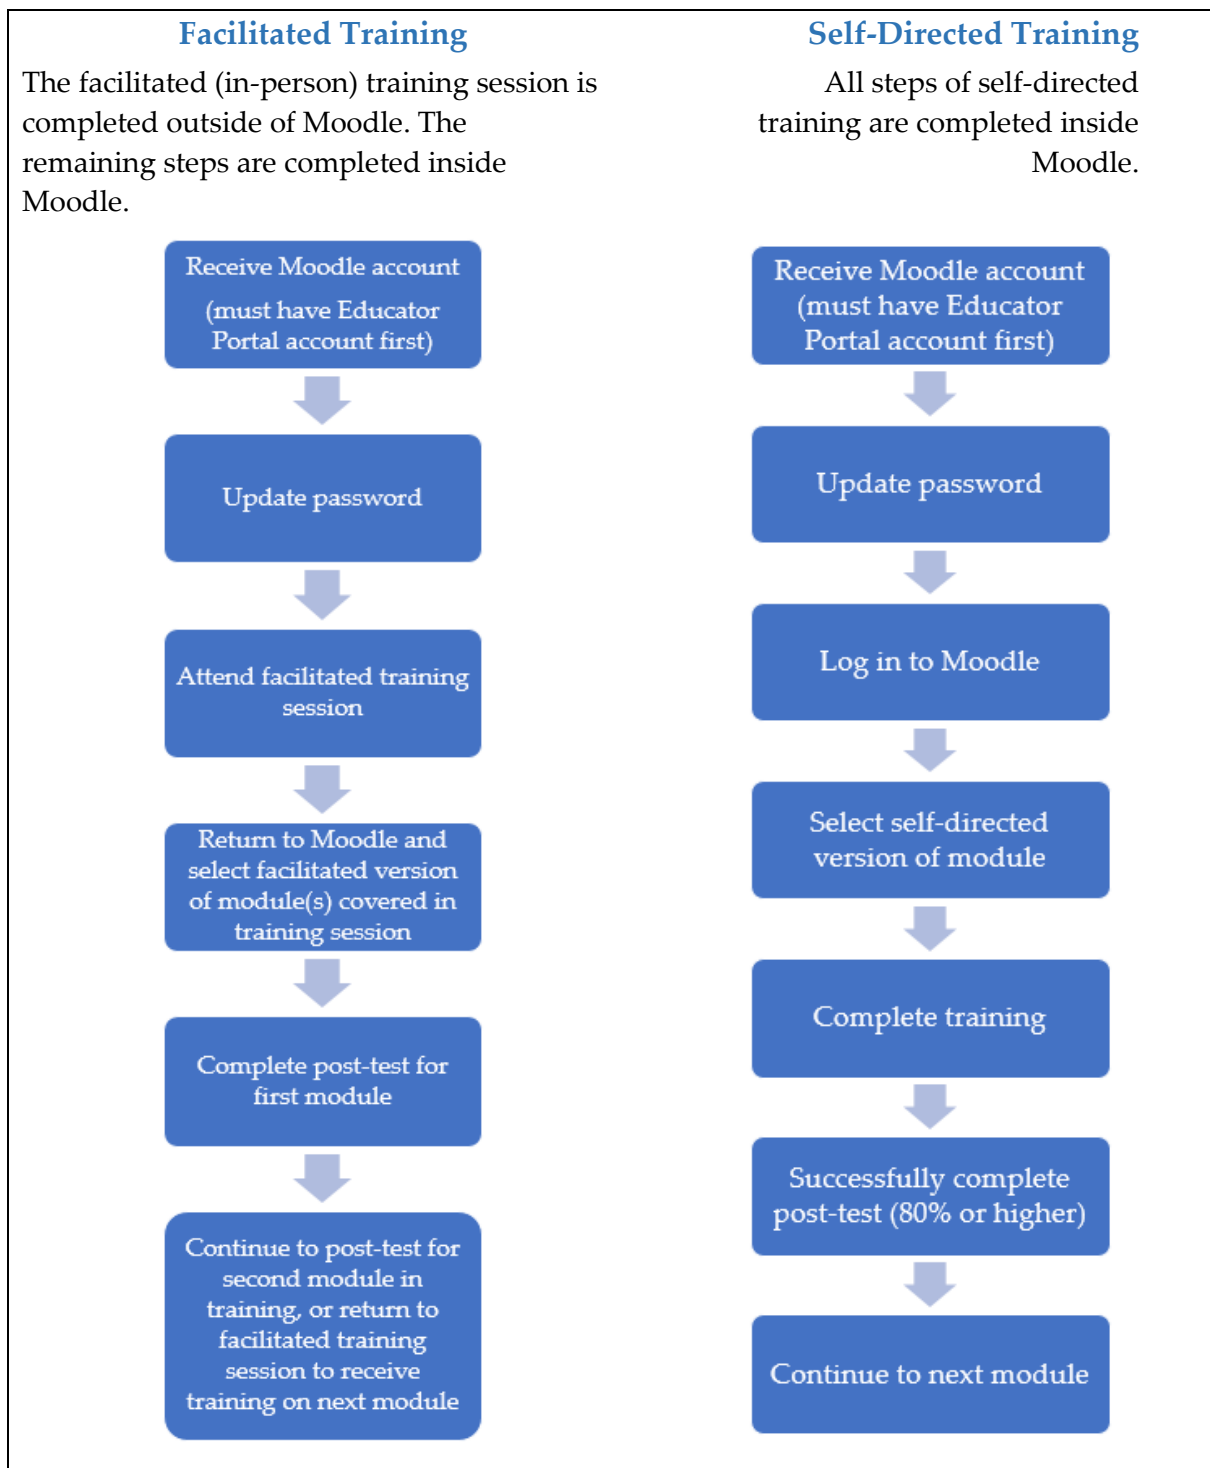 Facilitated Training
The facilitated (in-person) training session is
completed outside of Moodle. The
remaining steps are completed inside
Moodle.
Receive Moodle account
(must have Educator
Portal account first)
Update password
Attend facilitated training
session
Return to Moodle and
select facilitated version
of module(s) covered in
training session
Complete post-test for
first module
Continue to post-test for
second module in
training, or return to
facilitated training
session to receive
training on next module
Self-Directed Training
All steps of self-directed
training are completed inside
Moodle.
Receive Moodle account
(must have Educator
Portal account first)
Update password
Log in to Moodle
Select self-directed
version of module
Complete training
Successfully complete
post-test (80% or higher)
Continue to next module